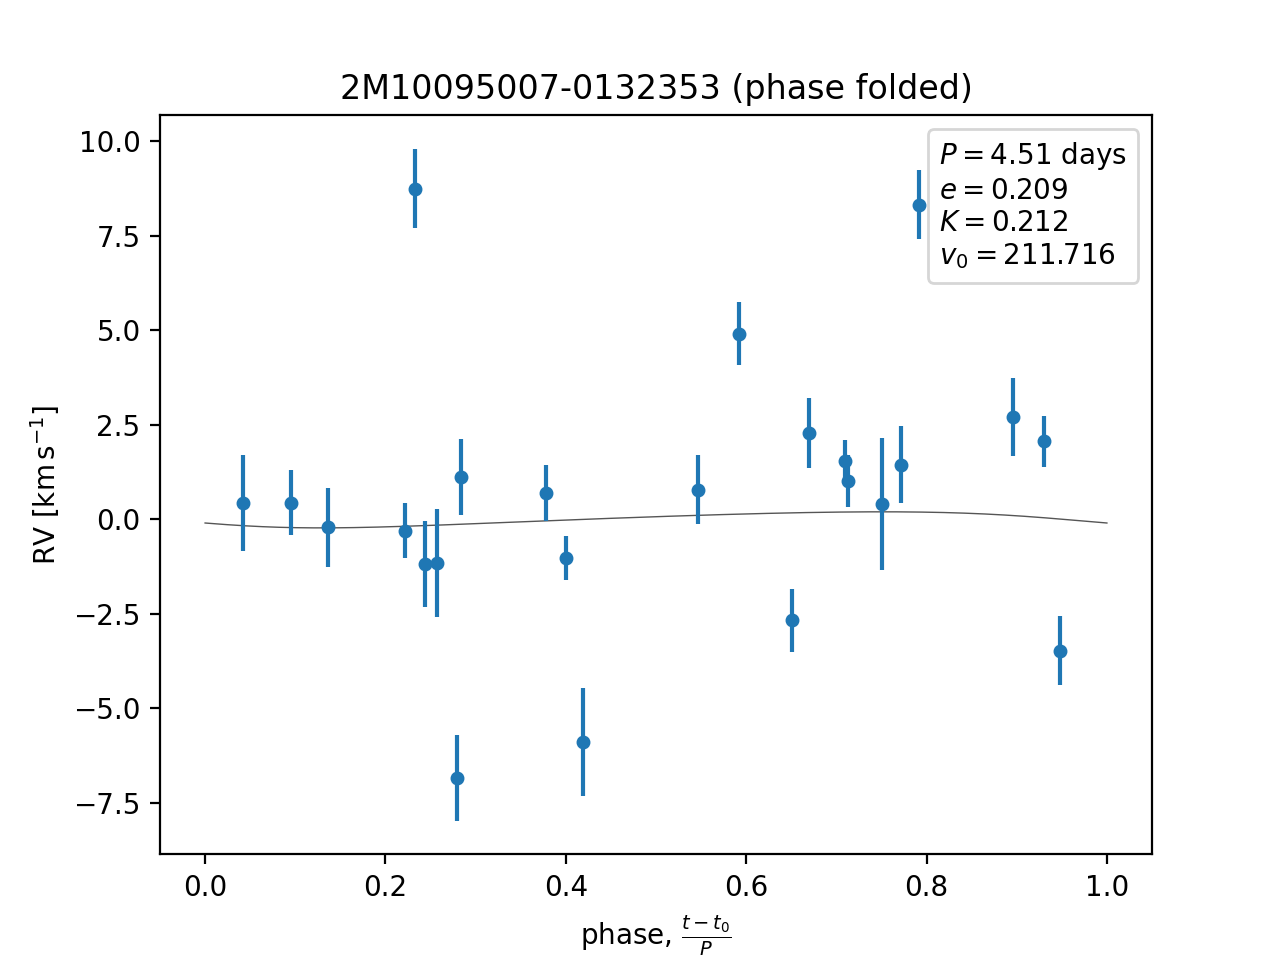 2M10095007-0132353 (phase folded)
P = 4.51 days
e = 0.209
K = 0.212
v₀ = 211.716
RV [km s⁻¹]
10.0
7.5
5.0
2.5
0.0
−2.5
−5.0
−7.5
0.0 0.2 0.4 0.6 0.8 1.0
phase, (t − t₀)/P